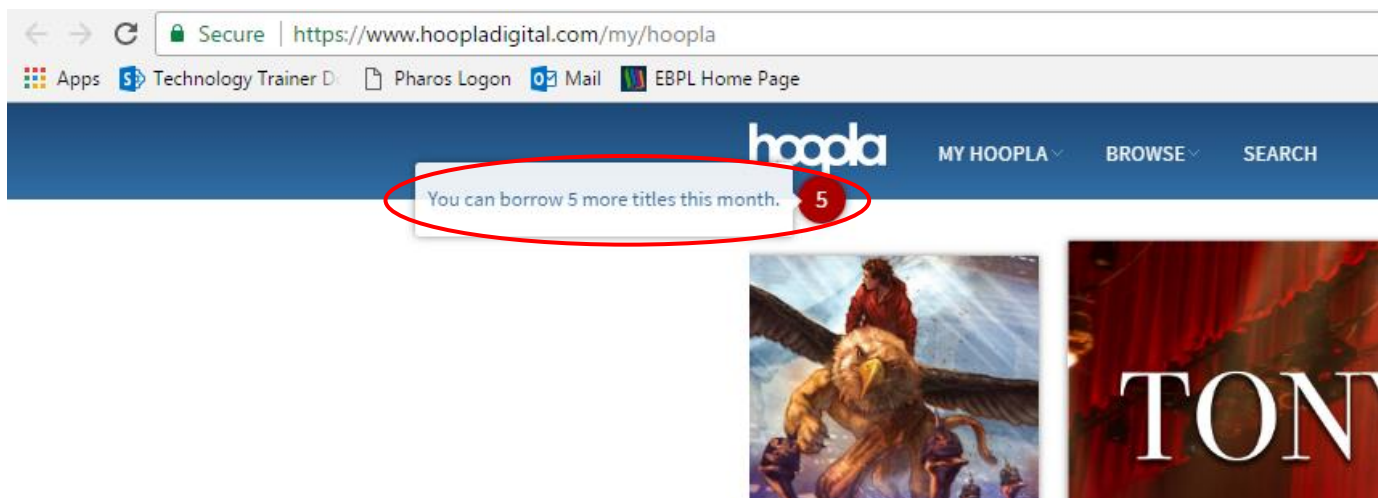 Secure | https://www.hoopladigital.com/my/hoopla
Apps Technology Trainer D Pharos Logon Mail EBPL Home Page
hoopla MY HOOPLA BROWSE SEARCH
You can borrow 5 more titles this month. 5
TONY